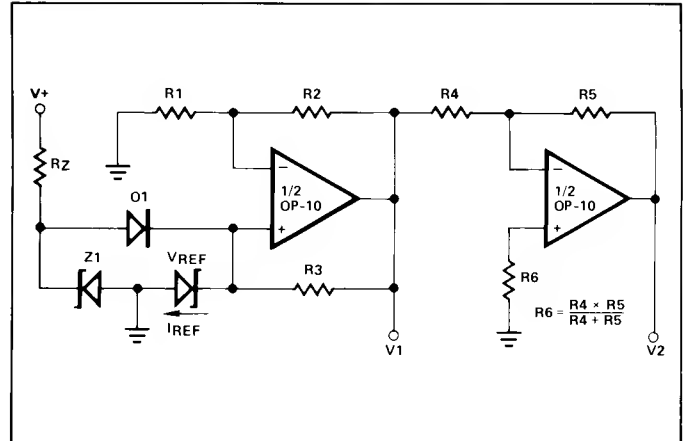 V+
R1
R2
R4
R5
RZ
1/2
OP-10
−
+
1/2
OP-10
−
+
O1
Z1
VREF
IREF
R3
R6
R6 = R4 × R5
R4 + R5
V1
V2